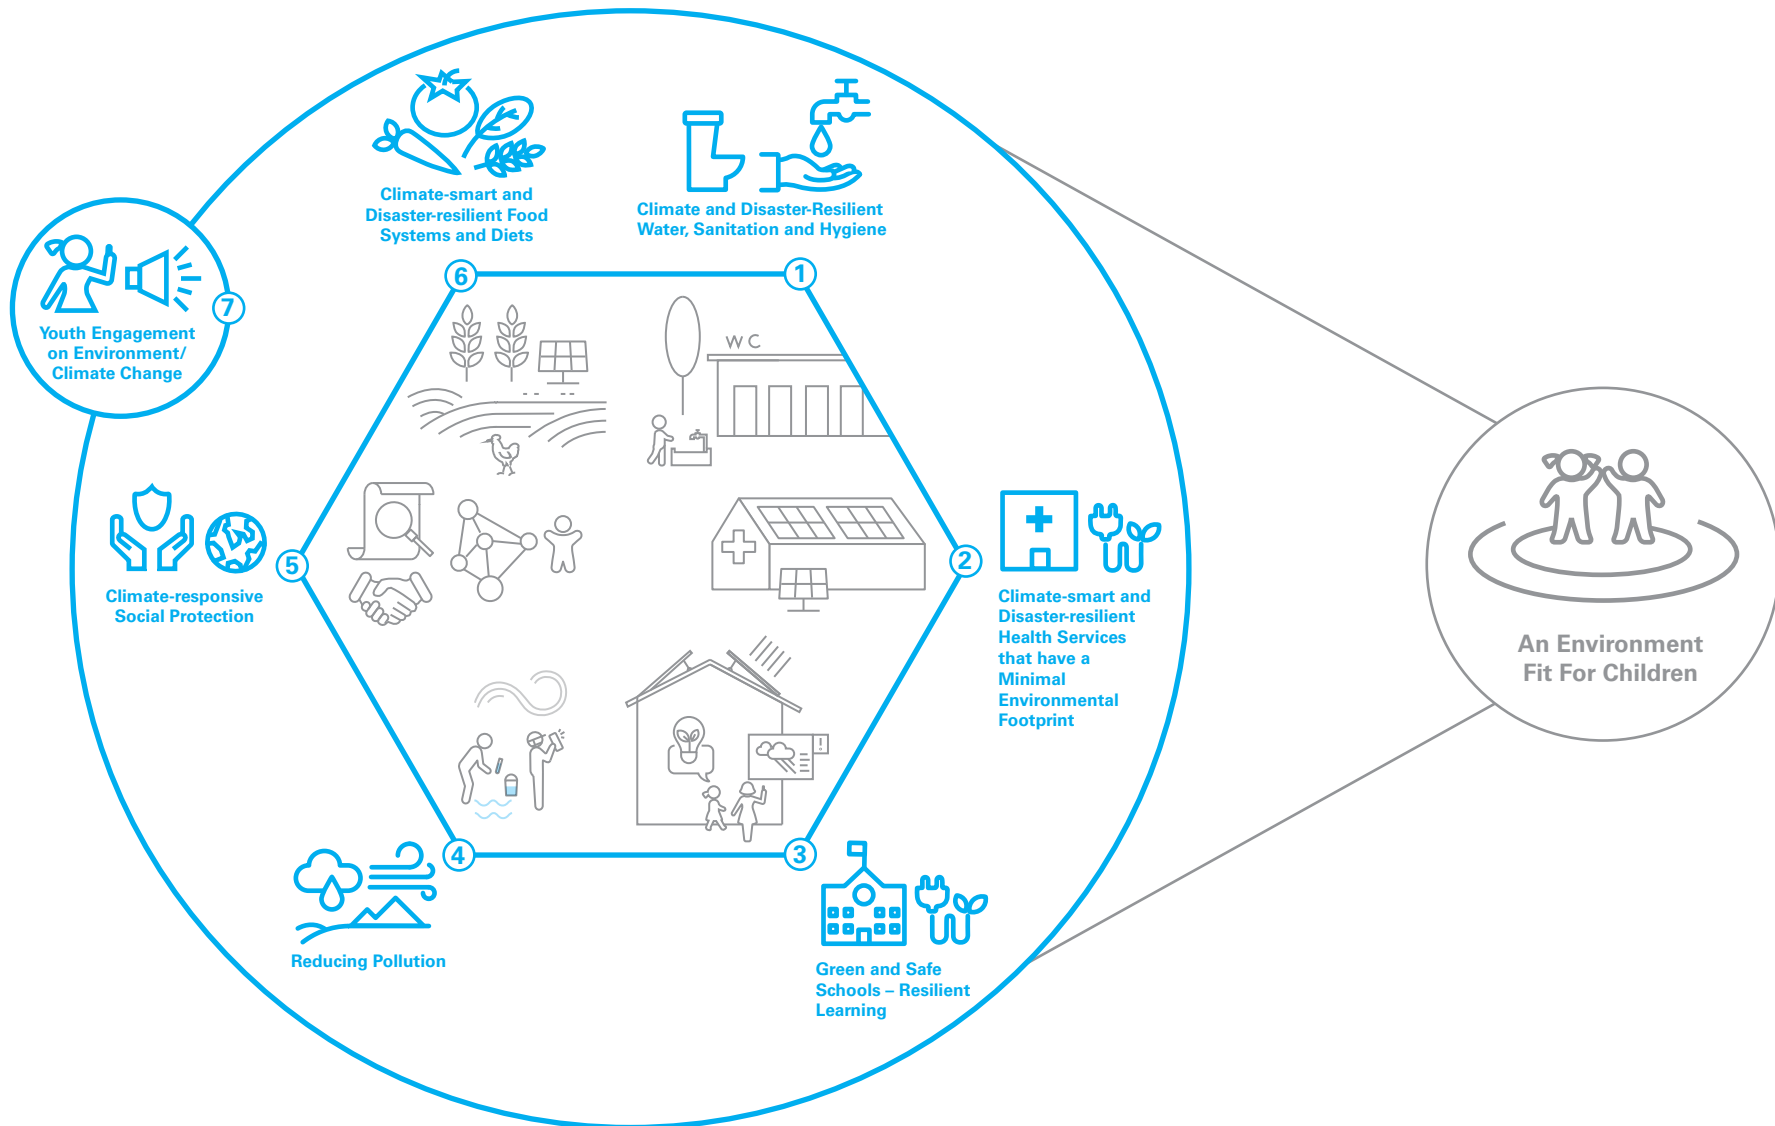 Climate-smart and
Disaster-resilient Food
Systems and Diets
6
Climate and Disaster-Resilient
Water, Sanitation and Hygiene
1
Youth Engagement
on Environment/
Climate Change
7
W C
Climate-responsive
Social Protection
5
2
Climate-smart and
Disaster-resilient
Health Services
that have a
Minimal
Environmental
Footprint
An Environment
Fit For Children
!
4
Reducing Pollution
3
Green and Safe
Schools – Resilient
Learning